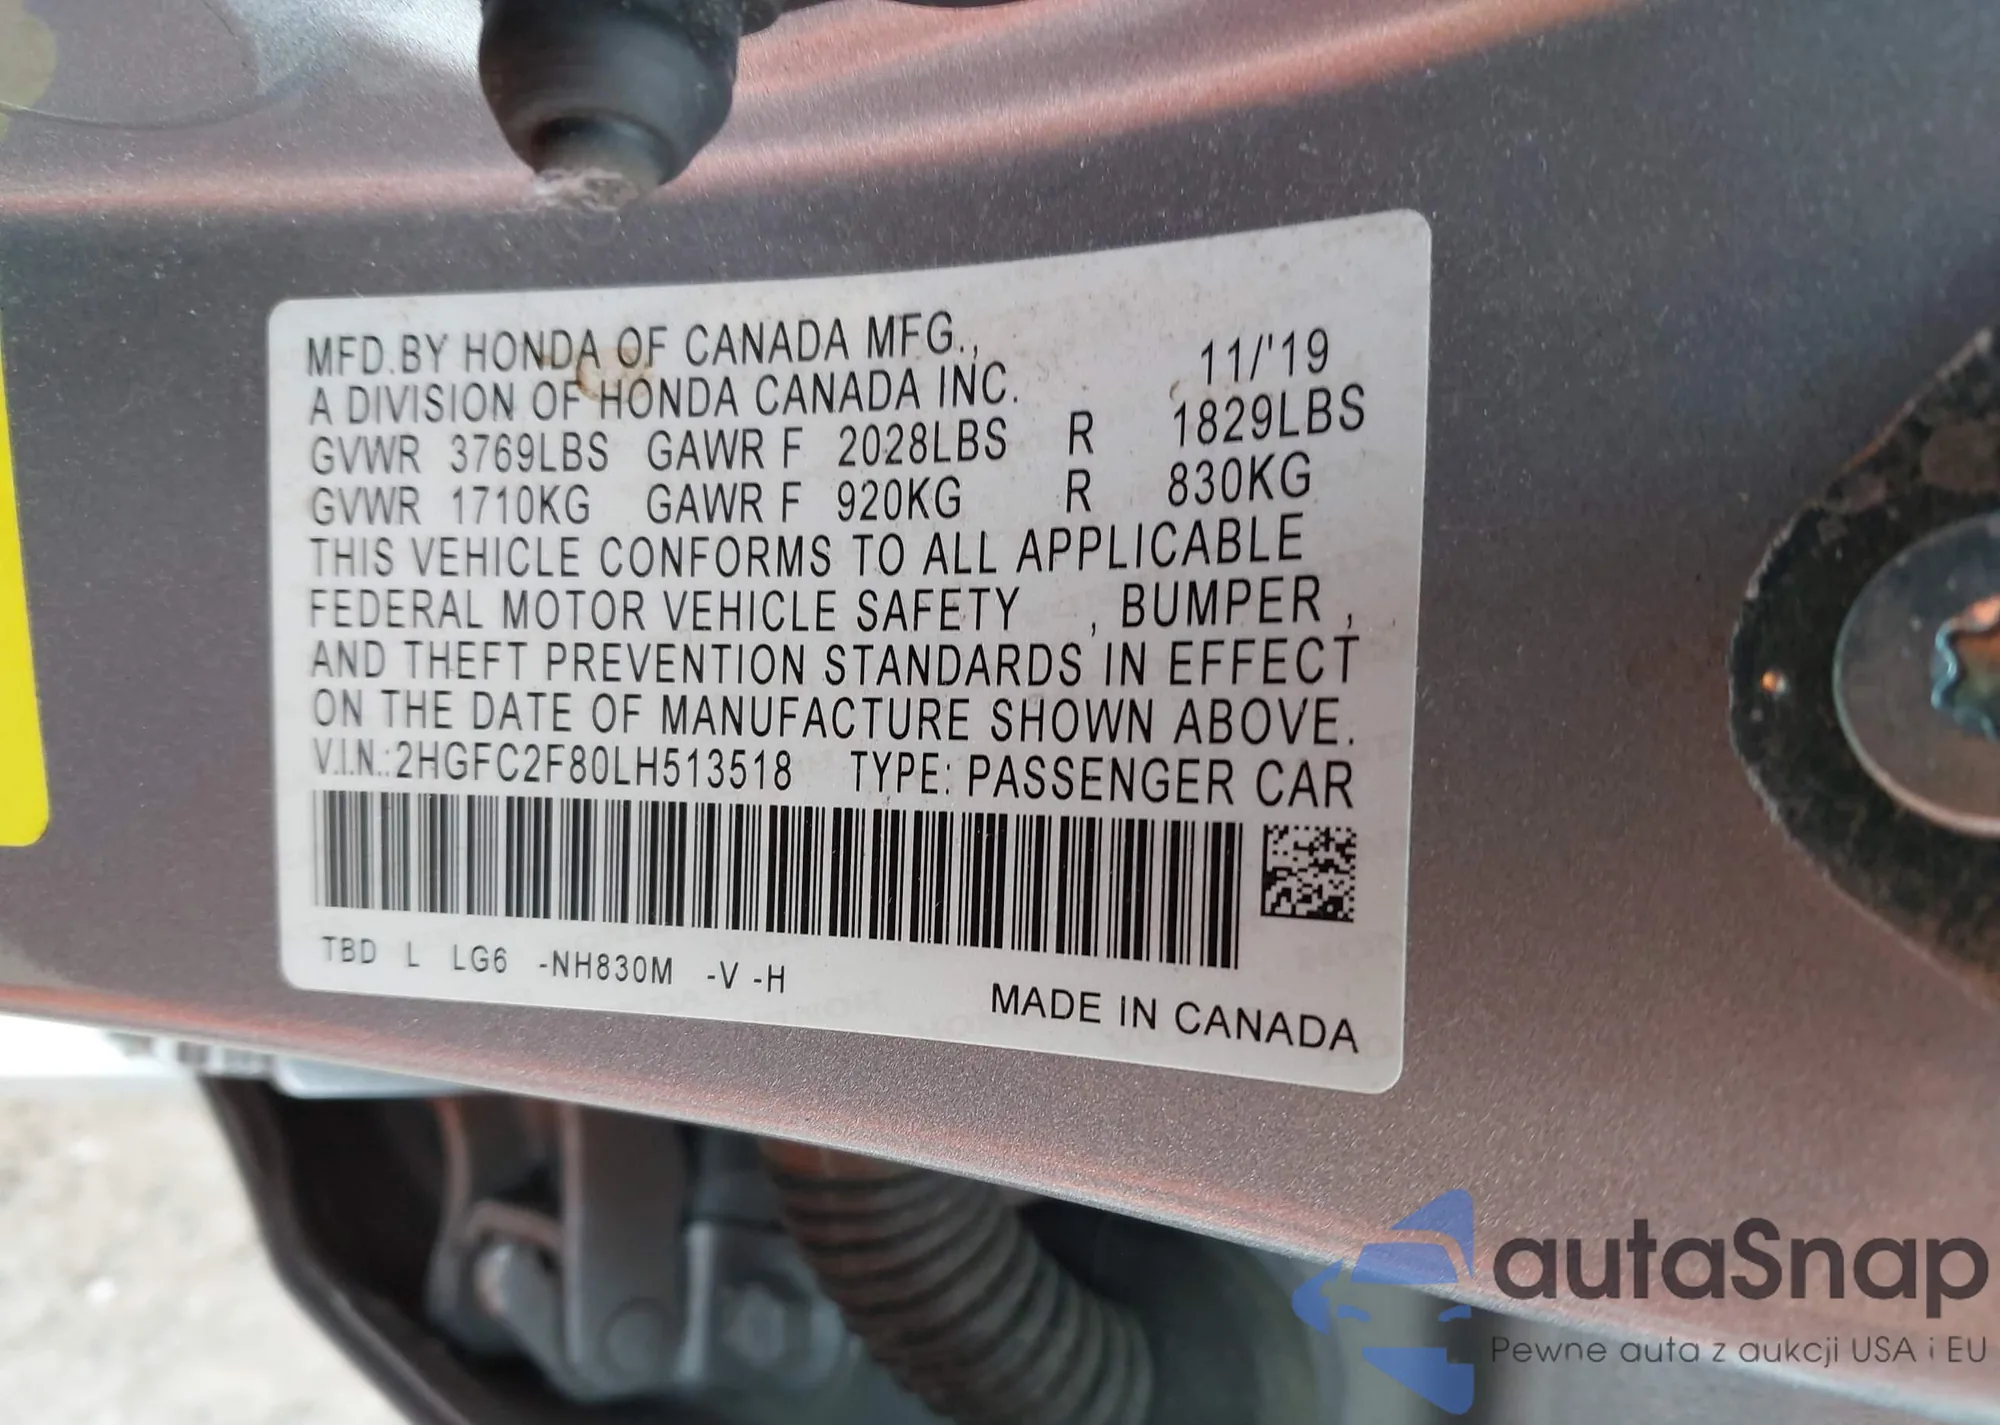 MFD.BY HONDA OF CANADA MFG., 11/'19
A DIVISION OF HONDA CANADA INC.
GVWR 3769LBS GAWR F 2028LBS R 1829LBS
GVWR 1710KG GAWR F 920KG R 830KG
THIS VEHICLE CONFORMS TO ALL APPLICABLE
FEDERAL MOTOR VEHICLE SAFETY , BUMPER ,
AND THEFT PREVENTION STANDARDS IN EFFECT
ON THE DATE OF MANUFACTURE SHOWN ABOVE.
V.I.N.:2HGFC2F80LH513518 TYPE: PASSENGER CAR
TBD L LG6 -NH830M -V -H
MADE IN CANADA
autaSnap
Pewne auta z aukcji USA i EU